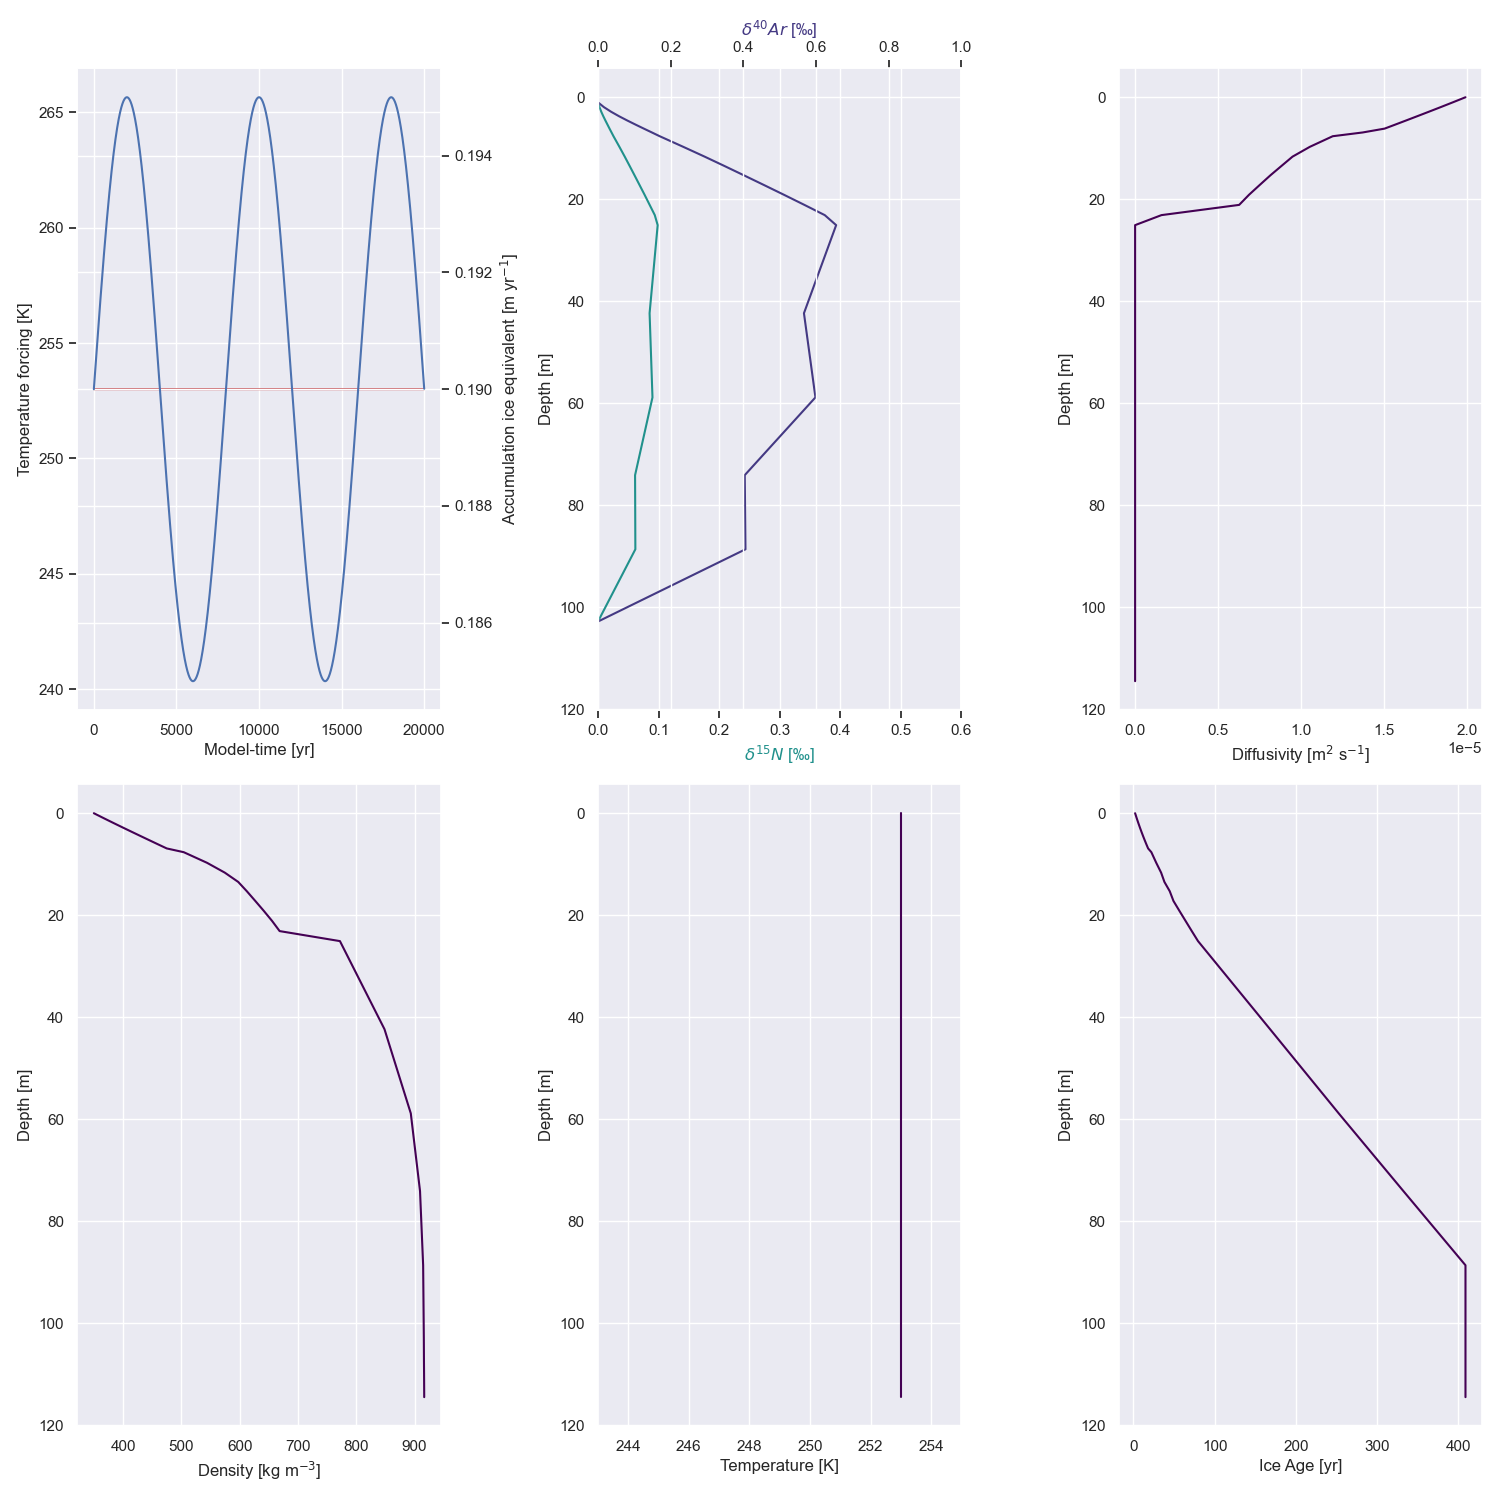 265
260
255
250
245
240
Temperature forcing [K]
0 5000 10000 15000 20000
Model-time [yr]
0.194
0.192
0.190
0.188
0.186
Accumulation ice equivalent [m yr⁻¹]
δ⁴⁰Ar [‰]
0.0 0.2 0.4 0.6 0.8 1.0
0
20
40
60
80
100
120
Depth [m]
0.0 0.1 0.2 0.3 0.4 0.5 0.6
δ¹⁵N [‰]
0
20
40
60
80
100
120
Depth [m]
0.0 0.5 1.0 1.5 2.0
1e−5
Diffusivity [m² s⁻¹]
0
20
40
60
80
100
120
Depth [m]
400 500 600 700 800 900
Density [kg m⁻³]
0
20
40
60
80
100
120
Depth [m]
244 246 248 250 252 254
Temperature [K]
0
20
40
60
80
100
120
Depth [m]
0 100 200 300 400
Ice Age [yr]